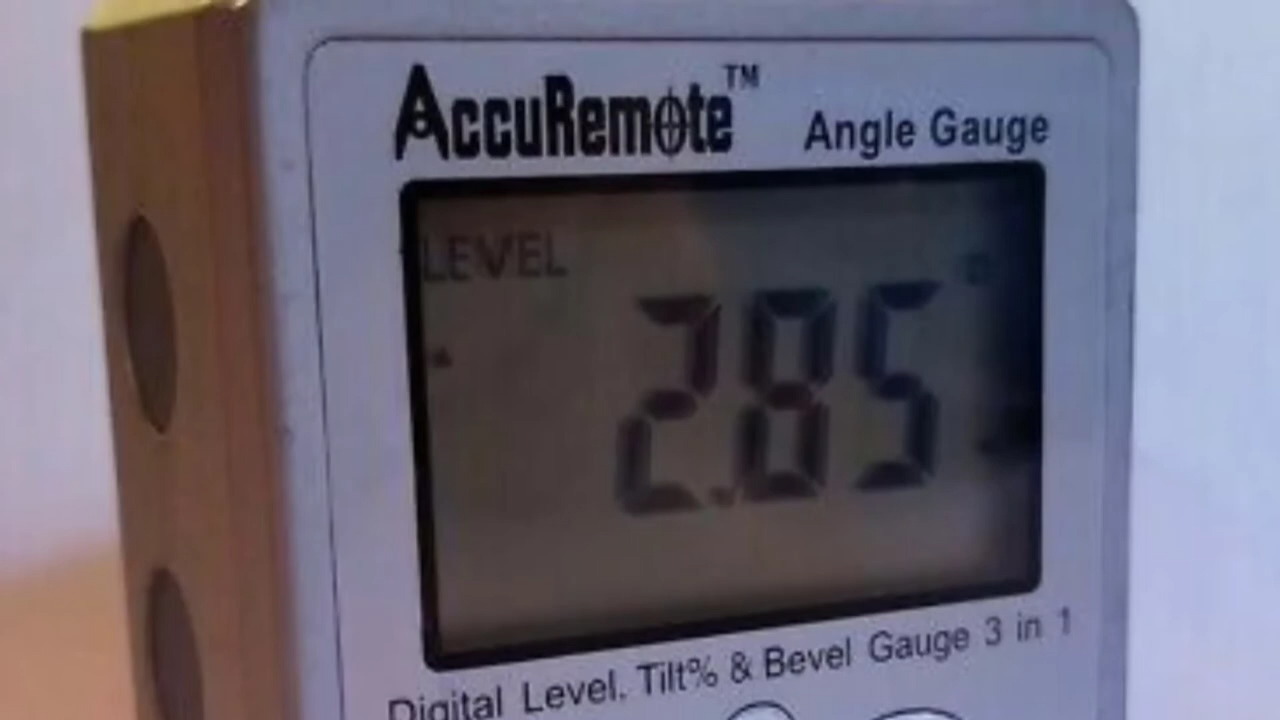 AccuRemote™ Angle Gauge
LEVEL
2.85°
Digital Level. Tilt% & Bevel Gauge 3 in 1